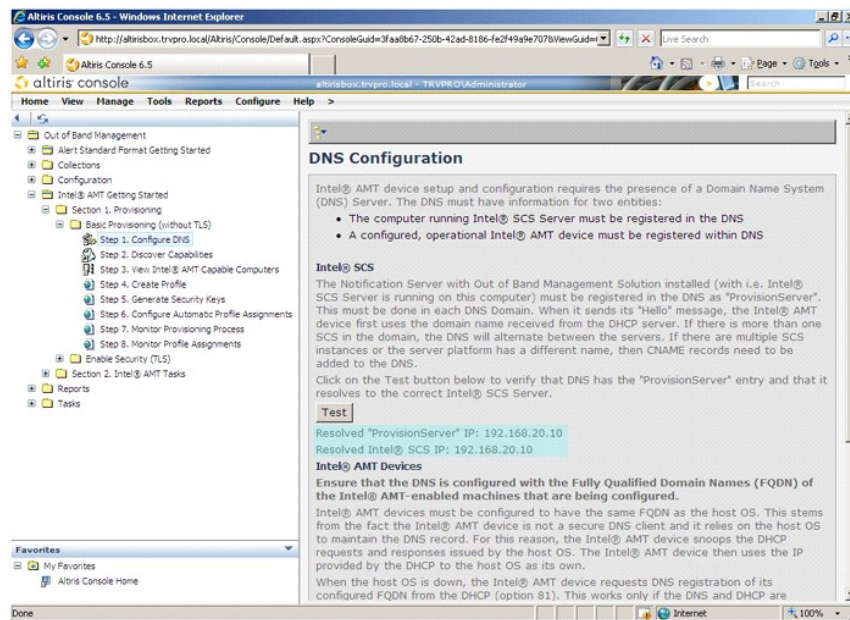 Altiris Console 6.5 - Windows Internet Explorer
http://altirisbox.trvpro.local/Altiris/Console/Default.aspx?ConsoleGuid=3faa8b67-250b-42ad-8186-fe2f49a9e707&ViewGuid=
Live Search
Altiris Console 6.5
Page
Tools
altiris console
altirisbox.trvpro.local - TRVPRO\Administrator
Search
Home View Manage Tools Reports Configure Help >
Out of Band Management
Alert Standard Format Getting Started
Collections
Configuration
Intel® AMT Getting Started
Section 1. Provisioning
Basic Provisioning (without TLS)
Step 1. Configure DNS
Step 2. Discover Capabilities
Step 3. View Intel® AMT Capable Computers
Step 4. Create Profile
Step 5. Generate Security Keys
Step 6. Configure Automatic Profile Assignments
Step 7. Monitor Provisioning Process
Step 8. Monitor Profile Assignments
Enable Security (TLS)
Section 2. Intel® AMT Tasks
Reports
Tasks
Favorites
My Favorites
Altiris Console Home
DNS Configuration
Intel® AMT device setup and configuration requires the presence of a Domain Name System
(DNS) Server. The DNS must have information for two entities:
• The computer running Intel® SCS Server must be registered in the DNS
• A configured, operational Intel® AMT device must be registered within DNS
Intel® SCS
The Notification Server with Out of Band Management Solution installed (with i.e. Intel®
SCS Server is running on this computer) must be registered in the DNS as "ProvisionServer".
This must be done in each DNS Domain. When it sends its "Hello" message, the Intel® AMT
device first uses the domain name received from the DHCP server. If there is more than one
SCS in the domain, the DNS will alternate between the servers. If there are multiple SCS
instances or the server platform has a different name, then CNAME records need to be
added to the DNS.
Click on the Test button below to verify that DNS has the "ProvisionServer" entry and that it
resolves to the correct Intel® SCS Server.
Test
Resolved "ProvisionServer" IP: 192.168.20.10
Resolved Intel® SCS IP: 192.168.20.10
Intel® AMT Devices
Ensure that the DNS is configured with the Fully Qualified Domain Names (FQDN) of
the Intel® AMT-enabled machines that are being configured.
Intel® AMT devices must be configured to have the same FQDN as the host OS. This stems
from the fact the Intel® AMT device is not a secure DNS client and it relies on the host OS
to maintain the DNS record. For this reason, the Intel® AMT device snoops the DHCP
requests and responses issued by the host OS. The Intel® AMT device then uses the IP
provided by the DHCP to the host OS as its own.
When the host OS is down, the Intel® AMT device requests DNS registration of its
configured FQDN from the DHCP (option 81). This works only if the DNS and DHCP are
Done
Internet
100%